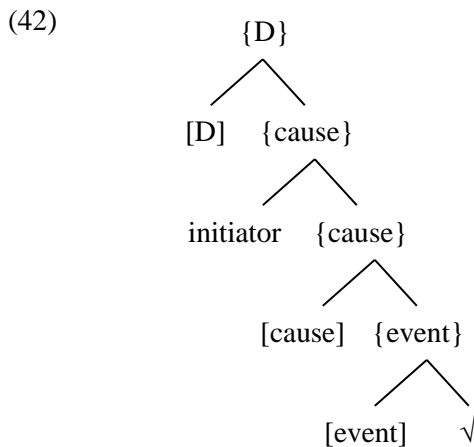 (42)
{D}
[D] {cause}
initiator {cause}
[cause] {event}
[event] √